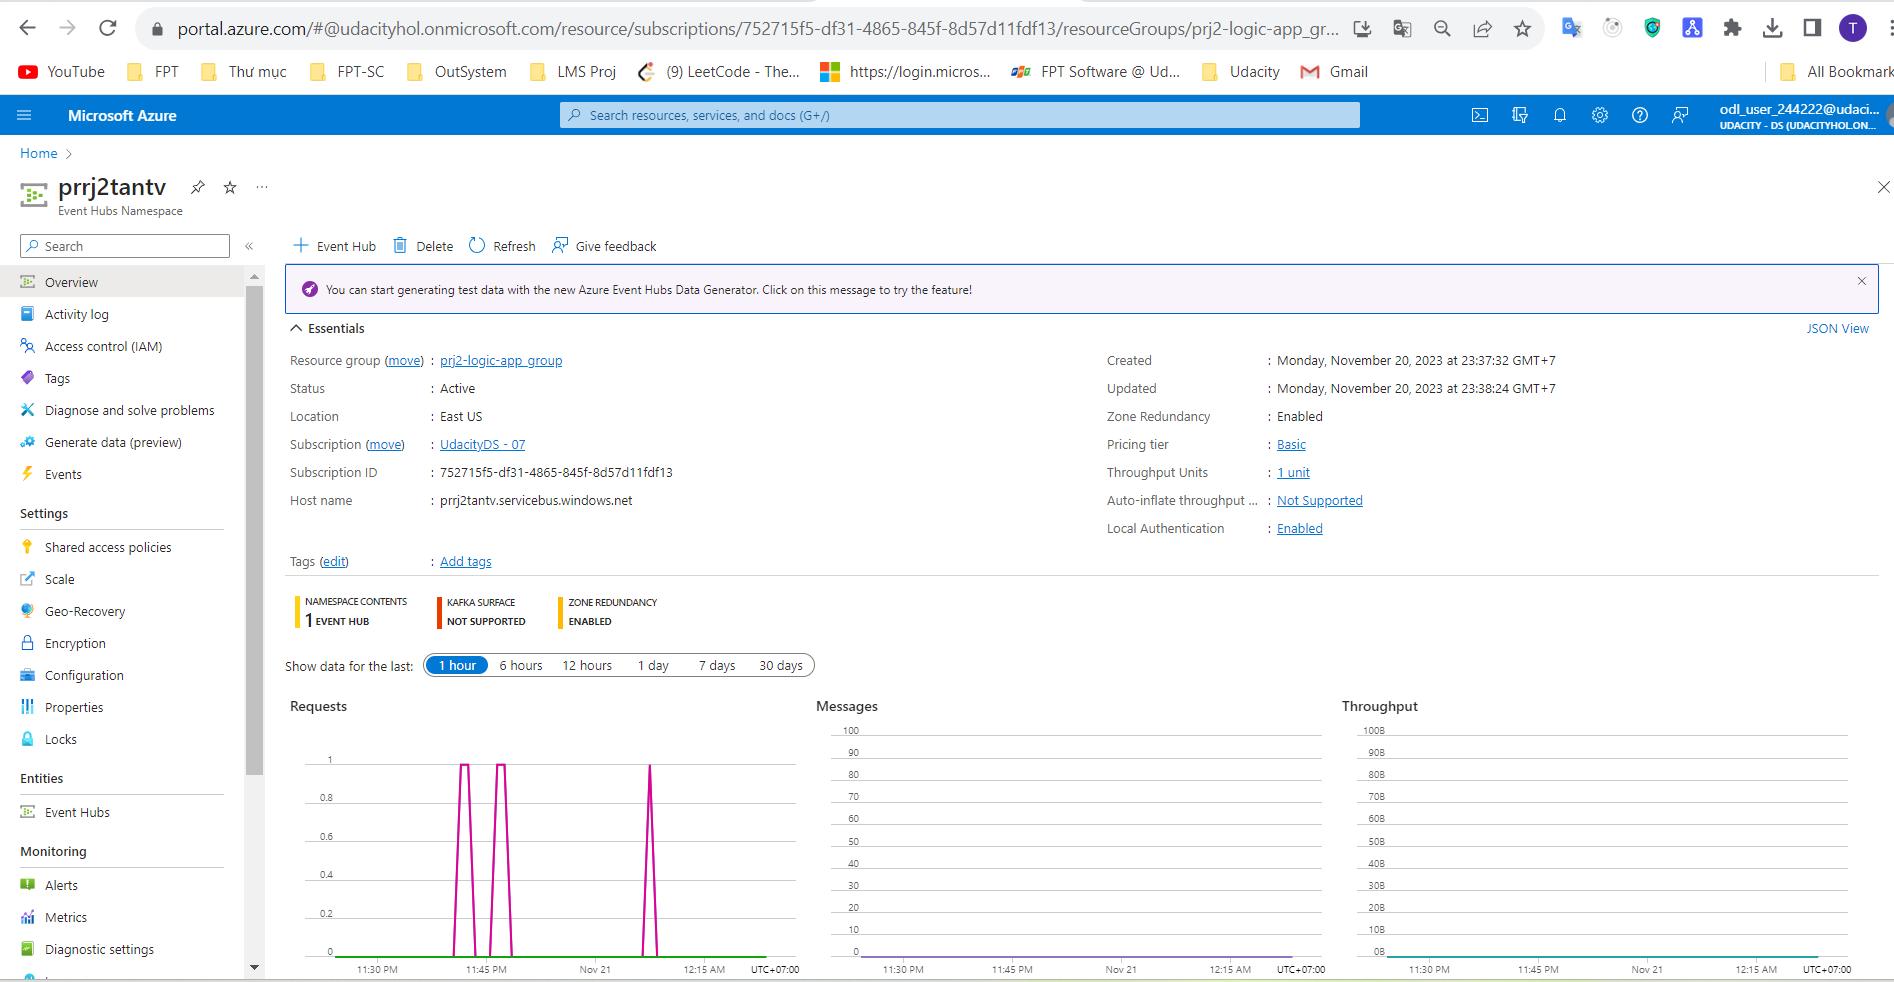 portal.azure.com/#@udacityhol.onmicrosoft.com/resource/subscriptions/752715f5-df31-4865-845f-8d57d11fdf13/resourceGroups/prj2-logic-app_gr...
T
YouTube FPT Thư mục FPT-SC OutSystem LMS Proj (9) LeetCode - The... https://login.micros... FPT Software @ Ud... Udacity Gmail All Bookmark
Microsoft Azure
Search resources, services, and docs (G+/)
odl_user_244222@udaci...
UDACITY - DS (UDACITYHOL.ON...
Home
prrj2tantv
Event Hubs Namespace
Search
Event Hub Delete Refresh Give feedback
Overview
Activity log
Access control (IAM)
Tags
Diagnose and solve problems
Generate data (preview)
Events
Settings
Shared access policies
Scale
Geo-Recovery
Encryption
Configuration
Properties
Locks
Entities
Event Hubs
Monitoring
Alerts
Metrics
Diagnostic settings
You can start generating test data with the new Azure Event Hubs Data Generator. Click on this message to try the feature!
Essentials
JSON View
Resource group (move) : prj2-logic-app_group
Status : Active
Location : East US
Subscription (move) : UdacityDS - 07
Subscription ID : 752715f5-df31-4865-845f-8d57d11fdf13
Host name : prrj2tantv.servicebus.windows.net
Created : Monday, November 20, 2023 at 23:37:32 GMT+7
Updated : Monday, November 20, 2023 at 23:38:24 GMT+7
Zone Redundancy : Enabled
Pricing tier : Basic
Throughput Units : 1 unit
Auto-inflate throughput ... : Not Supported
Local Authentication : Enabled
Tags (edit) : Add tags
NAMESPACE CONTENTS
1 EVENT HUB
KAFKA SURFACE
NOT SUPPORTED
ZONE REDUNDANCY
ENABLED
Show data for the last: 1 hour 6 hours 12 hours 1 day 7 days 30 days
Requests
1
0.8
0.6
0.4
0.2
0
11:30 PM 11:45 PM Nov 21 12:15 AM UTC+07:00
Messages
100
90
80
70
60
50
40
30
20
10
0
11:30 PM 11:45 PM Nov 21 12:15 AM UTC+07:00
Throughput
100B
90B
80B
70B
60B
50B
40B
30B
20B
10B
0B
11:30 PM 11:45 PM Nov 21 12:15 AM UTC+07:00